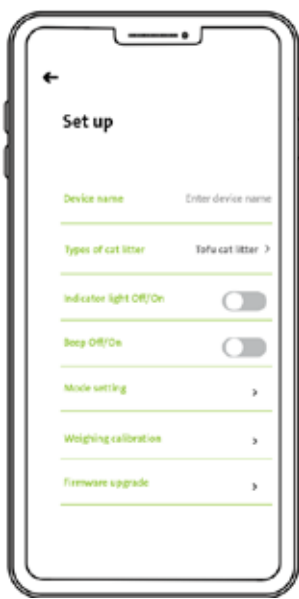 Set up
Device name Enter device name
Types of cat litter Tofu cat litter >
Indicator light Off/On
Beep Off/On
Mode setting >
Weighing calibration >
Firmware upgrade >